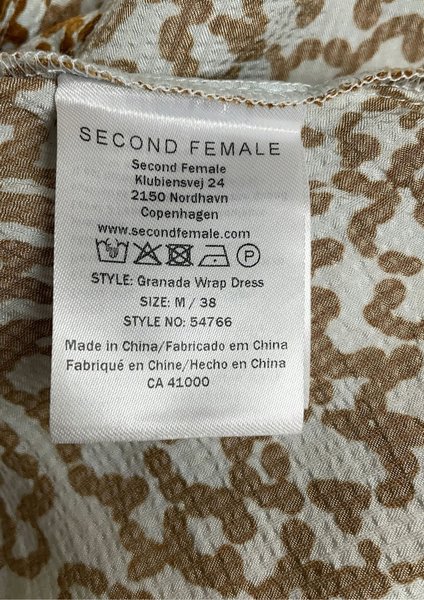 SECOND FEMALE
Second Female
Klubiensvej 24
2150 Nordhavn
Copenhagen
www.secondfemale.com
P
STYLE: Granada Wrap Dress
SIZE: M / 38
STYLE NO: 54766
Made in China/Fabricado em China
Fabriqué en Chine/Hecho en China
CA 41000